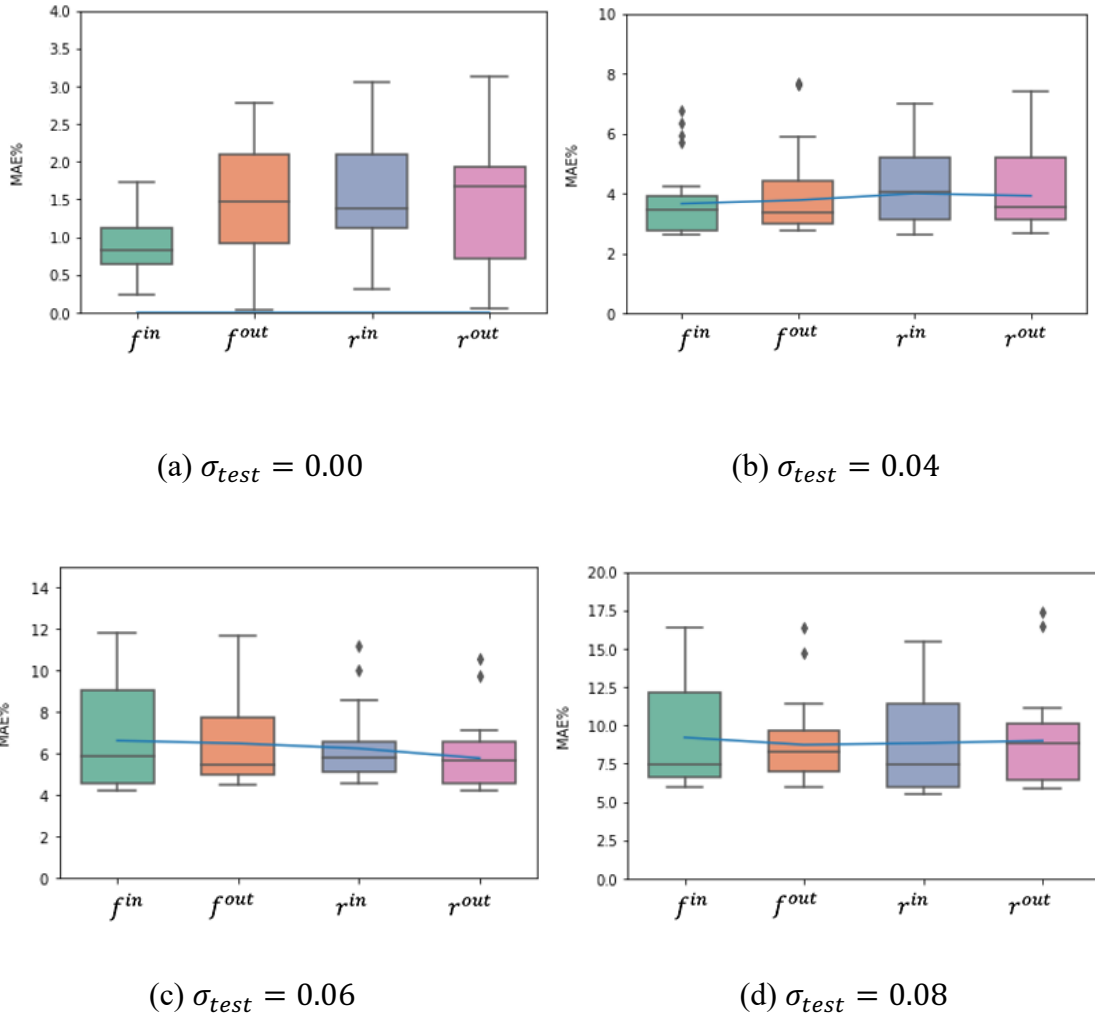 4.0
3.5
3.0
2.5
2.0
1.5
1.0
0.5
0.0
MAE%
f^in f^out r^in r^out
(a) σ_test = 0.00
10
8
6
4
2
0
MAE%
f^in f^out r^in r^out
(b) σ_test = 0.04
14
12
10
8
6
4
2
0
MAE%
f^in f^out r^in r^out
(c) σ_test = 0.06
20.0
17.5
15.0
12.5
10.0
7.5
5.0
2.5
0.0
MAE%
f^in f^out r^in r^out
(d) σ_test = 0.08